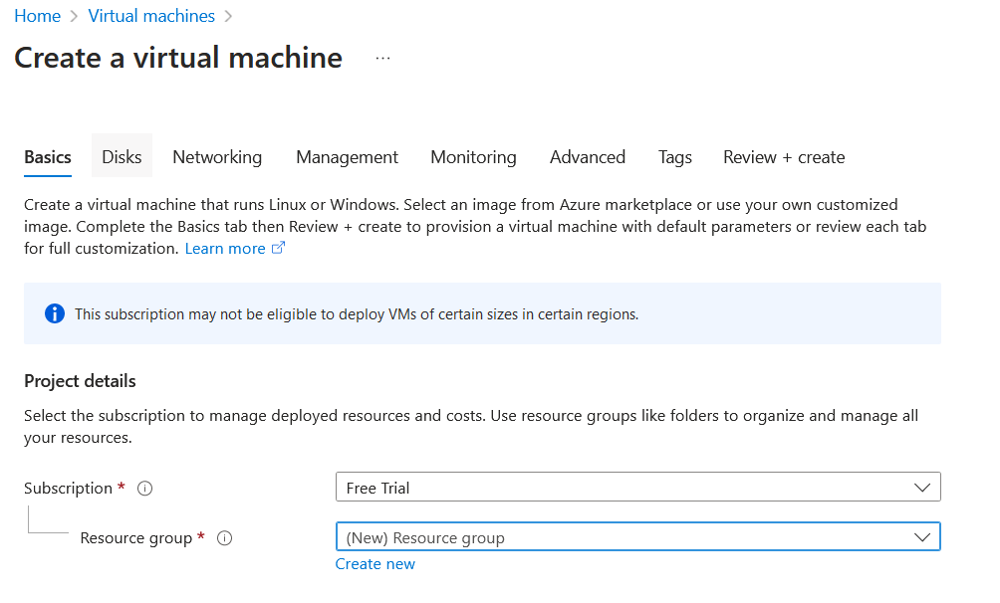 Home > Virtual machines >
Create a virtual machine ...
Basics Disks Networking Management Monitoring Advanced Tags Review + create
Create a virtual machine that runs Linux or Windows. Select an image from Azure marketplace or use your own customized
image. Complete the Basics tab then Review + create to provision a virtual machine with default parameters or review each tab
for full customization. Learn more
This subscription may not be eligible to deploy VMs of certain sizes in certain regions.
Project details
Select the subscription to manage deployed resources and costs. Use resource groups like folders to organize and manage all
your resources.
Subscription * Free Trial
Resource group * (New) Resource group
Create new